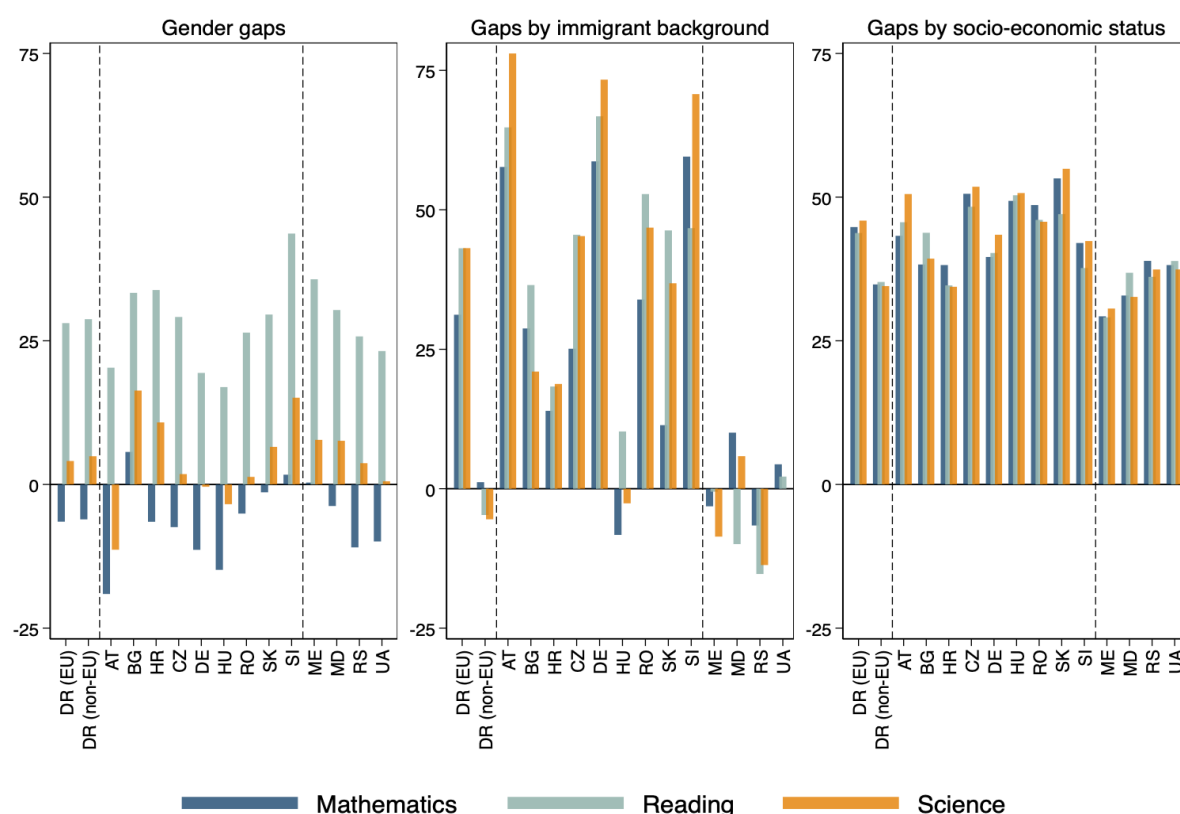 Gender gaps
Gaps by immigrant background
Gaps by socio-economic status
75
50
25
0
-25
DR (EU)
DR (non-EU)
AT
BG
HR
CZ
DE
HU
RO
SK
SI
ME
MD
RS
UA
75
50
25
0
-25
DR (EU)
DR (non-EU)
AT
BG
HR
CZ
DE
HU
RO
SK
SI
ME
MD
RS
UA
75
50
25
0
-25
DR (EU)
DR (non-EU)
AT
BG
HR
CZ
DE
HU
RO
SK
SI
ME
MD
RS
UA
Mathematics
Reading
Science